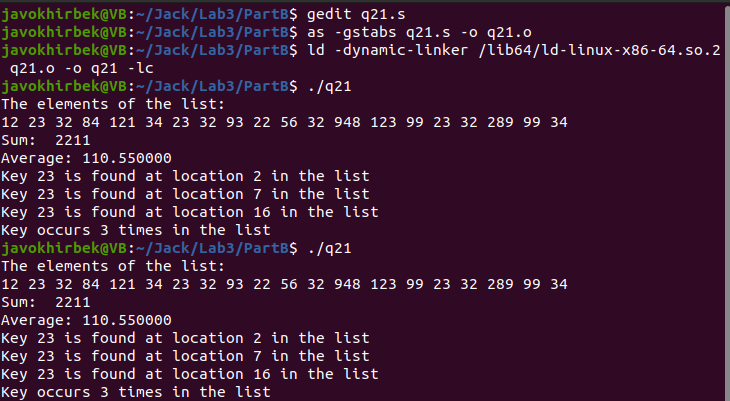 javokhirbek@VB:~/Jack/Lab3/PartB$ gedit q21.s
javokhirbek@VB:~/Jack/Lab3/PartB$ as -gstabs q21.s -o q21.o
javokhirbek@VB:~/Jack/Lab3/PartB$ ld -dynamic-linker /lib64/ld-linux-x86-64.so.2
 q21.o -o q21 -lc
javokhirbek@VB:~/Jack/Lab3/PartB$ ./q21
The elements of the list:
12 23 32 84 121 34 23 32 93 22 56 32 948 123 99 23 32 289 99 34
Sum:  2211
Average: 110.550000
Key 23 is found at location 2 in the list
Key 23 is found at location 7 in the list
Key 23 is found at location 16 in the list
Key occurs 3 times in the list
javokhirbek@VB:~/Jack/Lab3/PartB$ ./q21
The elements of the list:
12 23 32 84 121 34 23 32 93 22 56 32 948 123 99 23 32 289 99 34
Sum:  2211
Average: 110.550000
Key 23 is found at location 2 in the list
Key 23 is found at location 7 in the list
Key 23 is found at location 16 in the list
Key occurs 3 times in the list